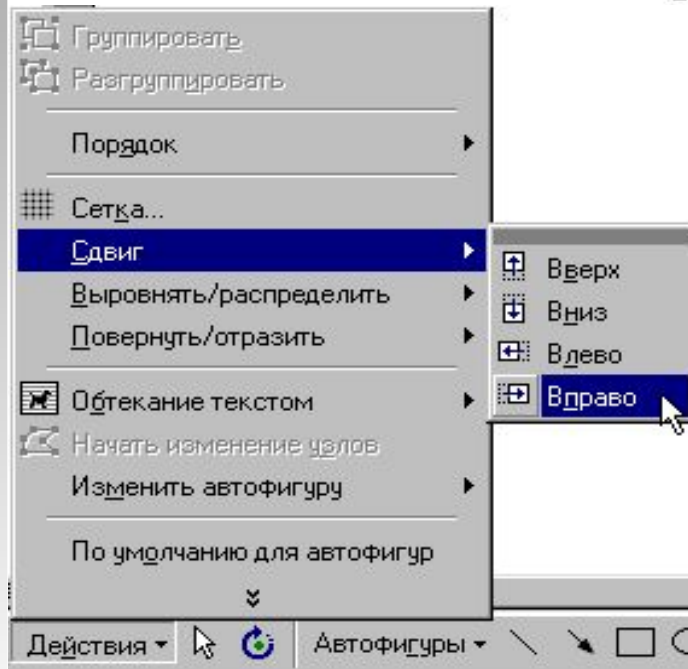 Группировать
Разгруппировать
Порядок
Сетка...
Сдвиг
Выровнять/распределить
Повернуть/отразить
Обтекание текстом
Начать изменение узлов
Изменить автофигуру
По умолчанию для автофигур
Вверх
Вниз
Влево
Вправо
Действия
Автофигуры